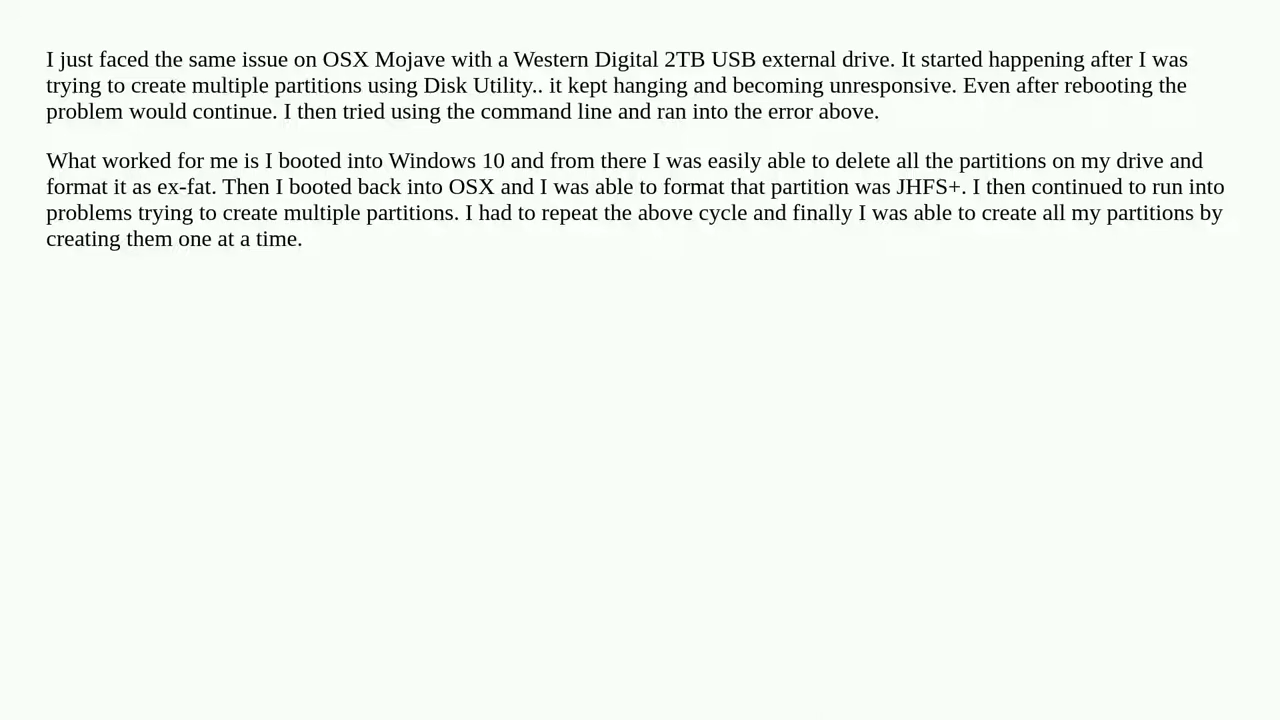 I just faced the same issue on OSX Mojave with a Western Digital 2TB USB external drive. It started happening after I was
trying to create multiple partitions using Disk Utility.. it kept hanging and becoming unresponsive. Even after rebooting the
problem would continue. I then tried using the command line and ran into the error above.
What worked for me is I booted into Windows 10 and from there I was easily able to delete all the partitions on my drive and
format it as ex-fat. Then I booted back into OSX and I was able to format that partition was JHFS+. I then continued to run into
problems trying to create multiple partitions. I had to repeat the above cycle and finally I was able to create all my partitions by
creating them one at a time.